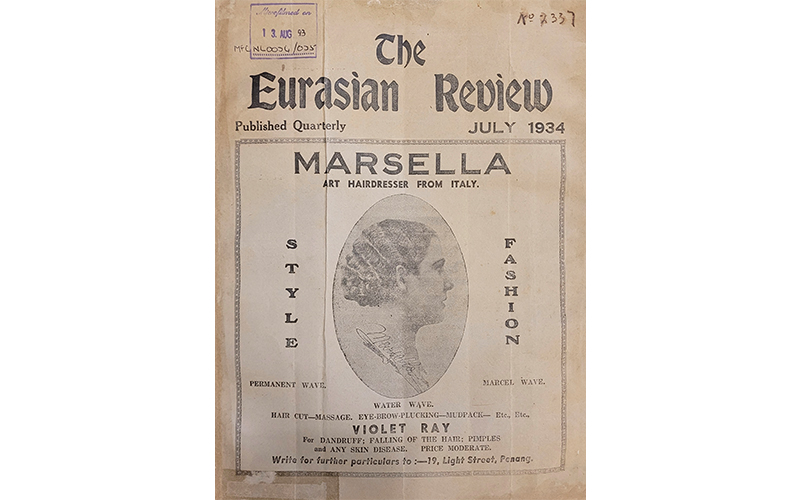 Microfilmed on
13 AUG 93
No 2337
The
Eurasian Review
Published Quarterly
JULY 1934
MARSELLA
ART HAIRDRESSER FROM ITALY.
STYLE
FASHION
PERMANENT WAVE.
MARCEL WAVE.
WATER WAVE.
HAIR CUT—MASSAGE. EYE-BROW-PLUCKING—MUDPACK— Etc., Etc.,
VIOLET RAY
For DANDRUFF; FALLING OF THE HAIR; PIMPLES
and ANY SKIN DISEASE. PRICE MODERATE.
Write for further particulars to :—19, Light Street, Penang.